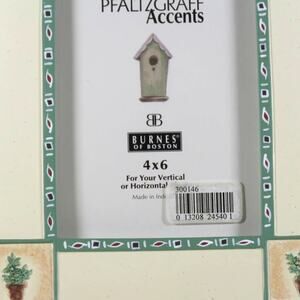 PFALTZGRAFF
Accents
BB
BURNES®
OF BOSTON
4x6
For Your Vertical
or Horizontal
Made in
300146
0 13208 24540 1